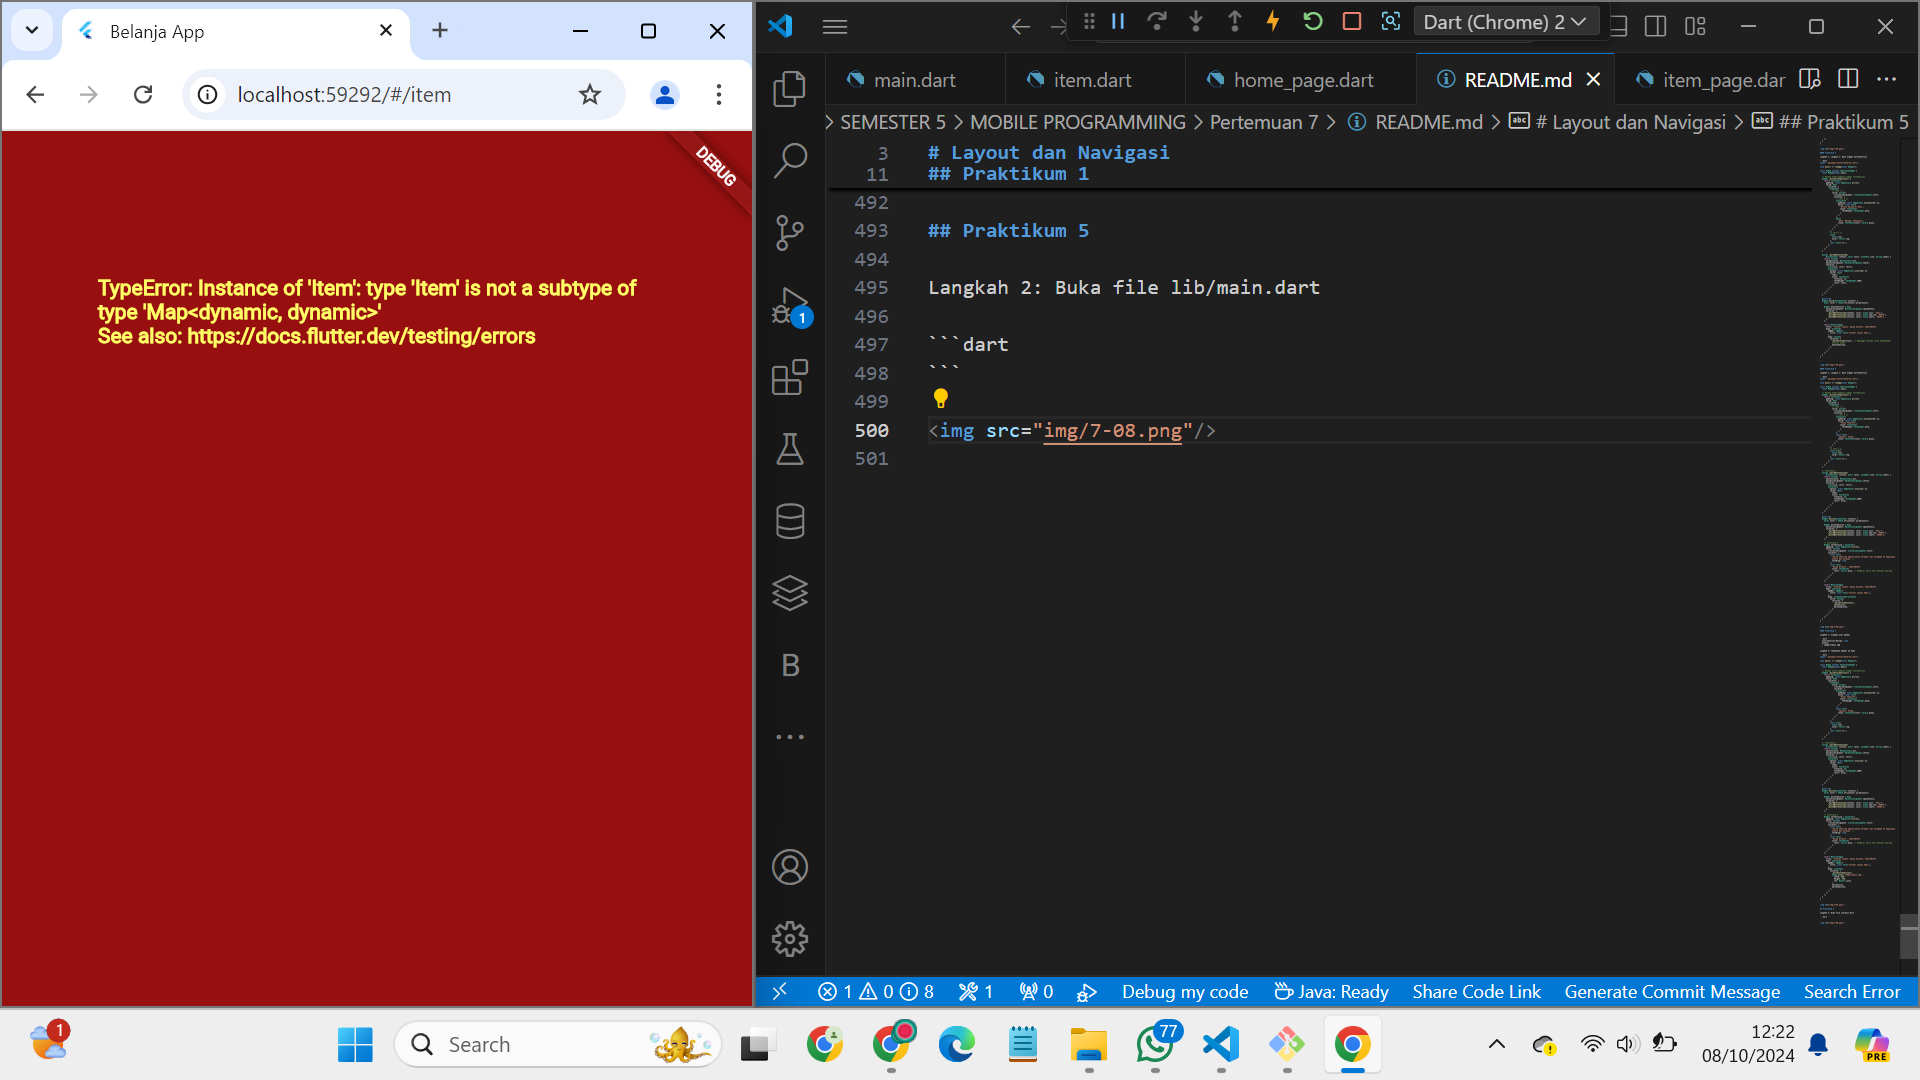 Belanja App
localhost:59292/#/item
DEBUG
TypeError: Instance of 'Item': type 'Item' is not a subtype of
type 'Map<dynamic, dynamic>'
See also: https://docs.flutter.dev/testing/errors
Dart (Chrome) 2
main.dart
item.dart
home_page.dart
README.md
item_page.dar
SEMESTER 5 > MOBILE PROGRAMMING > Pertemuan 7 > README.md > # Layout dan Navigasi > ## Praktikum 5
3 # Layout dan Navigasi
11 ## Praktikum 1
492
493 ## Praktikum 5
494
495 Langkah 2: Buka file lib/main.dart
496
497 ```dart
498 ```
499
500 <img src="img/7-08.png"/>
501
1
B
1 0 8 1 0 Debug my code Java: Ready Share Code Link Generate Commit Message Search Error
1
Search
77
12:22
08/10/2024
PRE